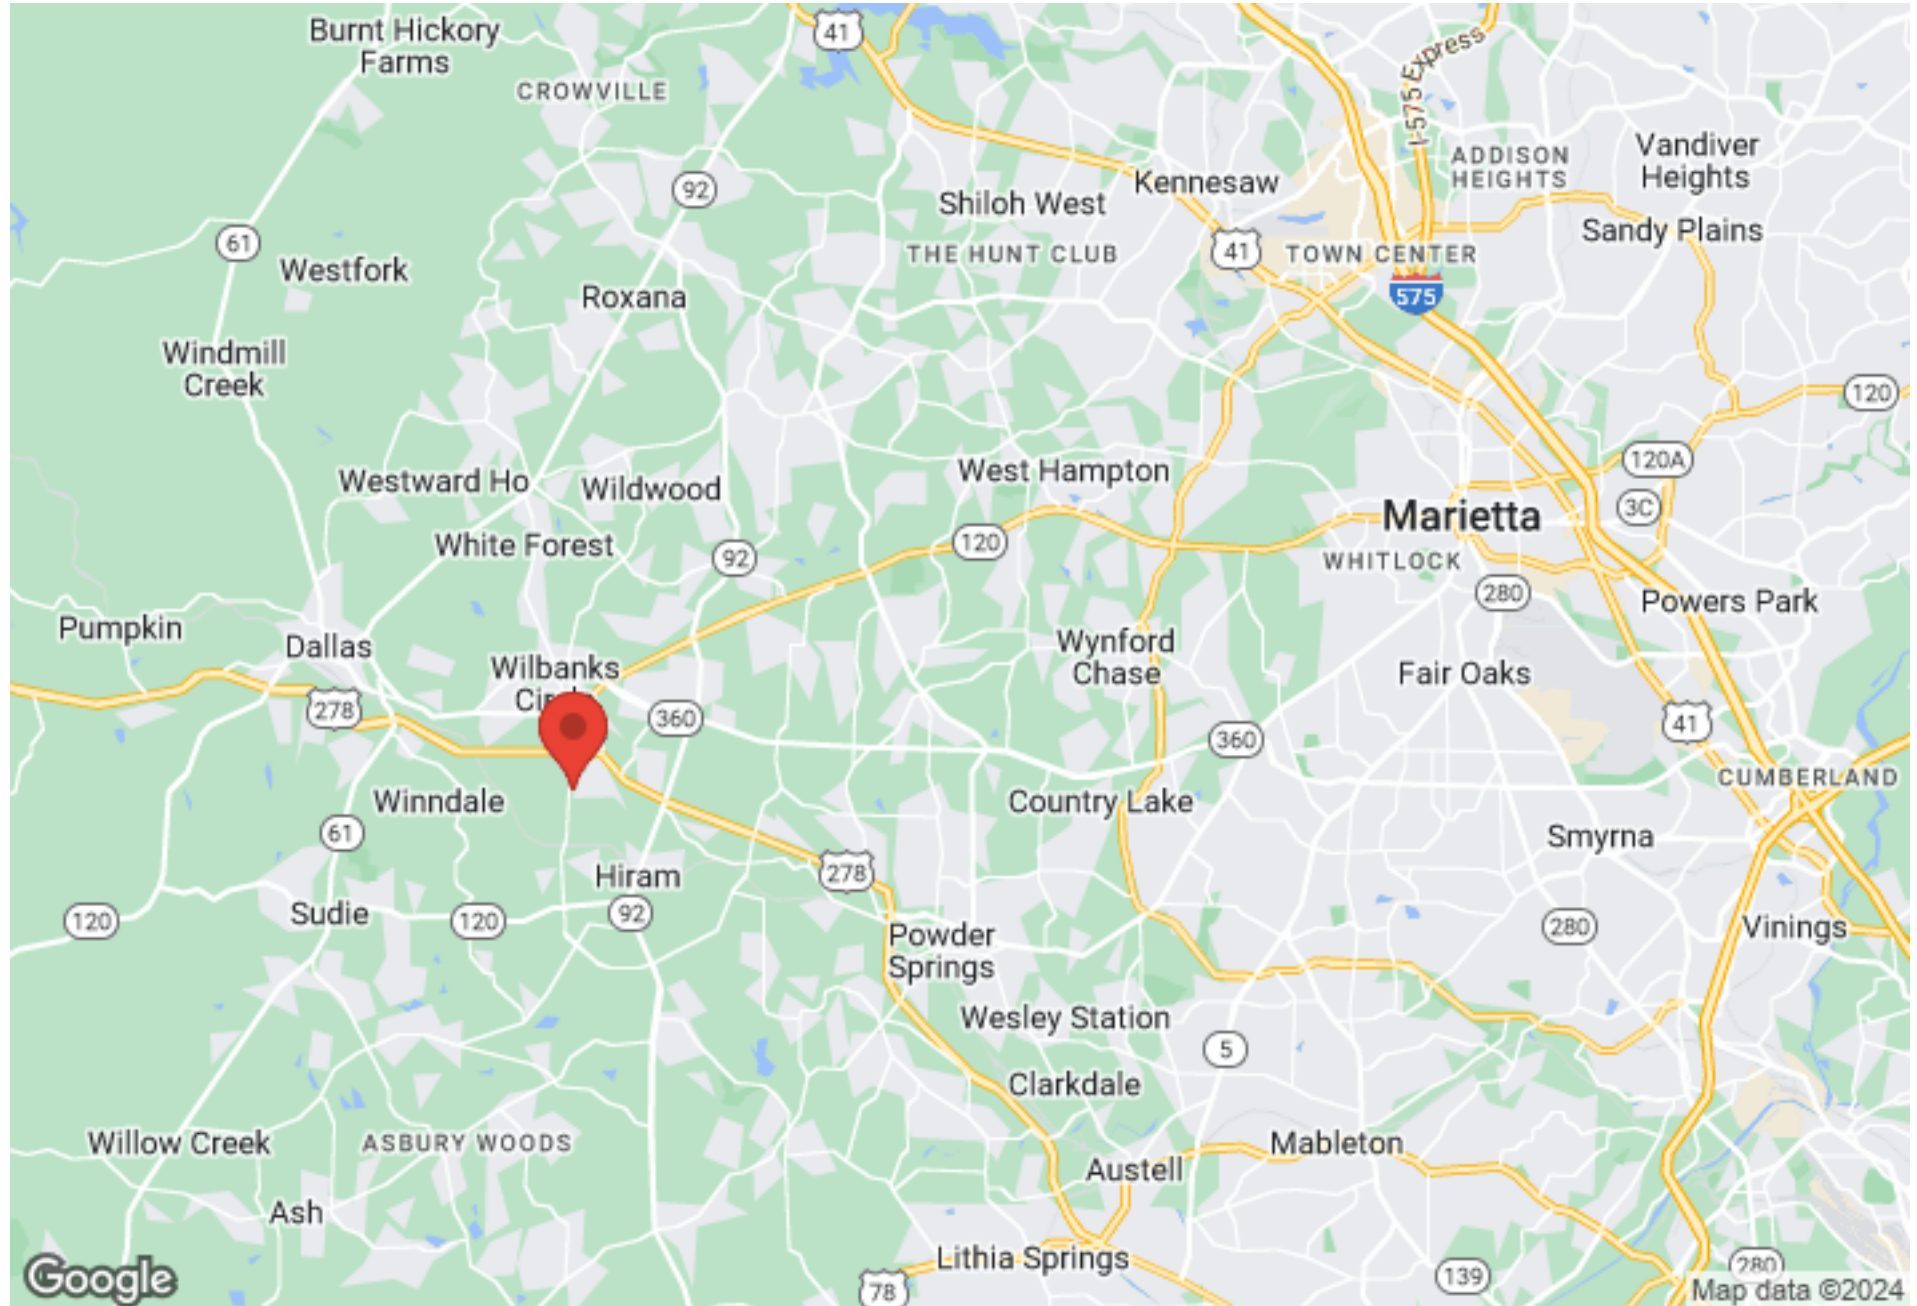 Burnt Hickory
Farms
41
I-575 Express
CROWVILLE
Vandiver
Heights
ADDISON
HEIGHTS
Kennesaw
92
Shiloh West
Sandy Plains
61
THE HUNT CLUB
41
TOWN CENTER
Westfork
Roxana
575
Windmill
Creek
120
120A
West Hampton
Westward Ho
Wildwood
3C
Marietta
White Forest
120
92
WHITLOCK
280
Powers Park
Pumpkin
Dallas
Wynford
Chase
Wilbanks
Fair Oaks
278
360
41
360
CUMBERLAND
Winndale
Country Lake
61
Smyrna
Hiram
278
Sudie
120
120
92
280
Vinings
Powder
Springs
Wesley Station
5
Clarkdale
Willow Creek
ASBURY WOODS
Mableton
Austell
Ash
Lithia Springs
Google
78
139
280
Map data ©2024